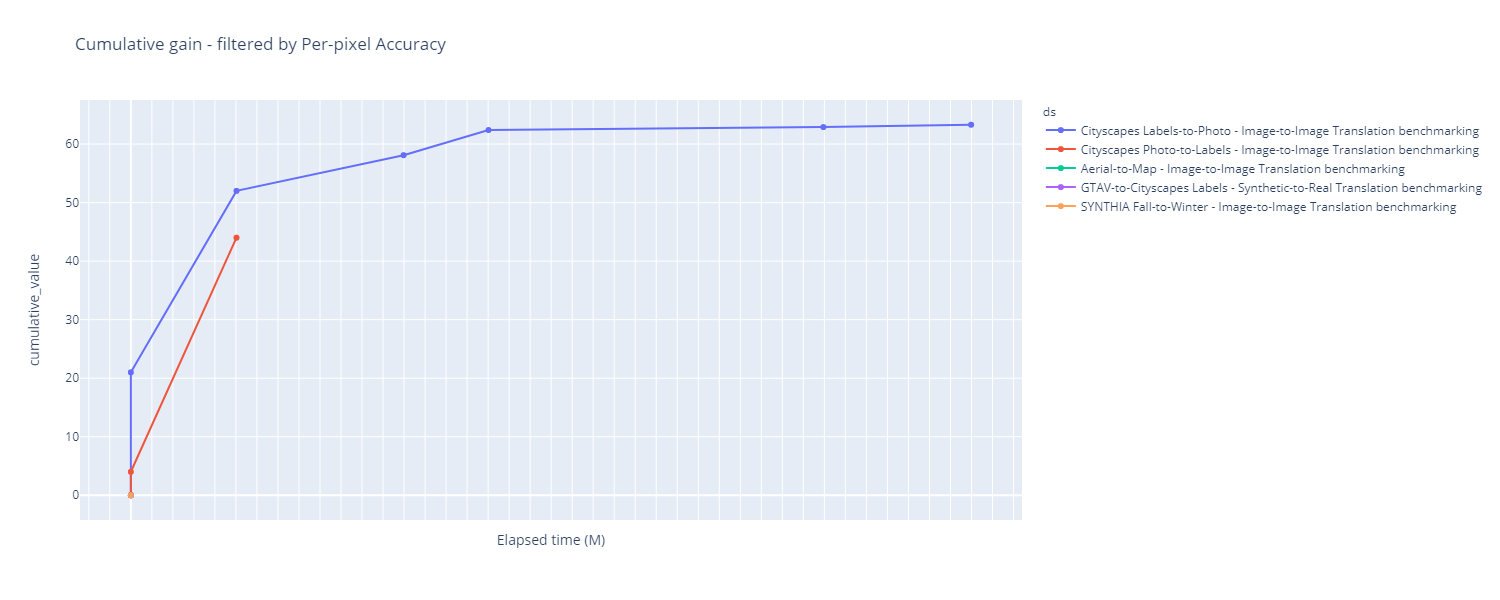 Cumulative gain - filtered by Per-pixel Accuracy
ds
Cityscapes Labels-to-Photo - Image-to-Image Translation benchmarking
Cityscapes Photo-to-Labels - Image-to-Image Translation benchmarking
Aerial-to-Map - Image-to-Image Translation benchmarking
GTAV-to-Cityscapes Labels - Synthetic-to-Real Translation benchmarking
SYNTHIA Fall-to-Winter - Image-to-Image Translation benchmarking
cumulative_value
60
50
40
30
20
10
0
Elapsed time (M)